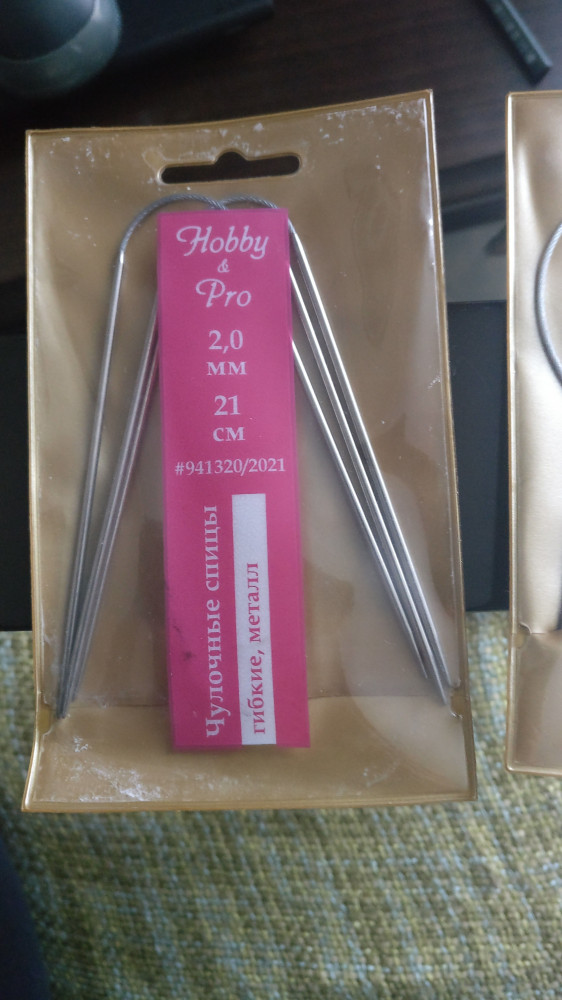 Hobby
&
Pro
2,0
мм
21
см
#941320/2021
Чулочные спицы
гибкие, металл